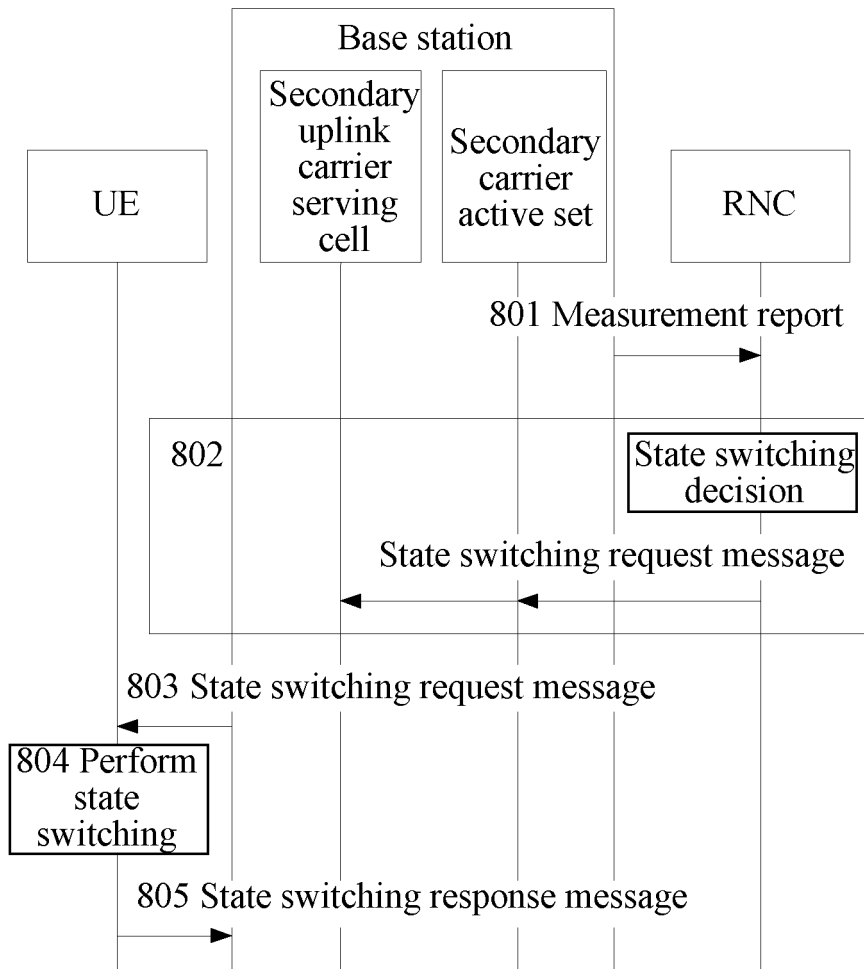 Base station
Secondary
uplink
carrier
serving
cell
Secondary
carrier
active set
UE
RNC
801 Measurement report
802
State switching
decision
State switching request message
803 State switching request message
804 Perform
state
switching
805 State switching response message